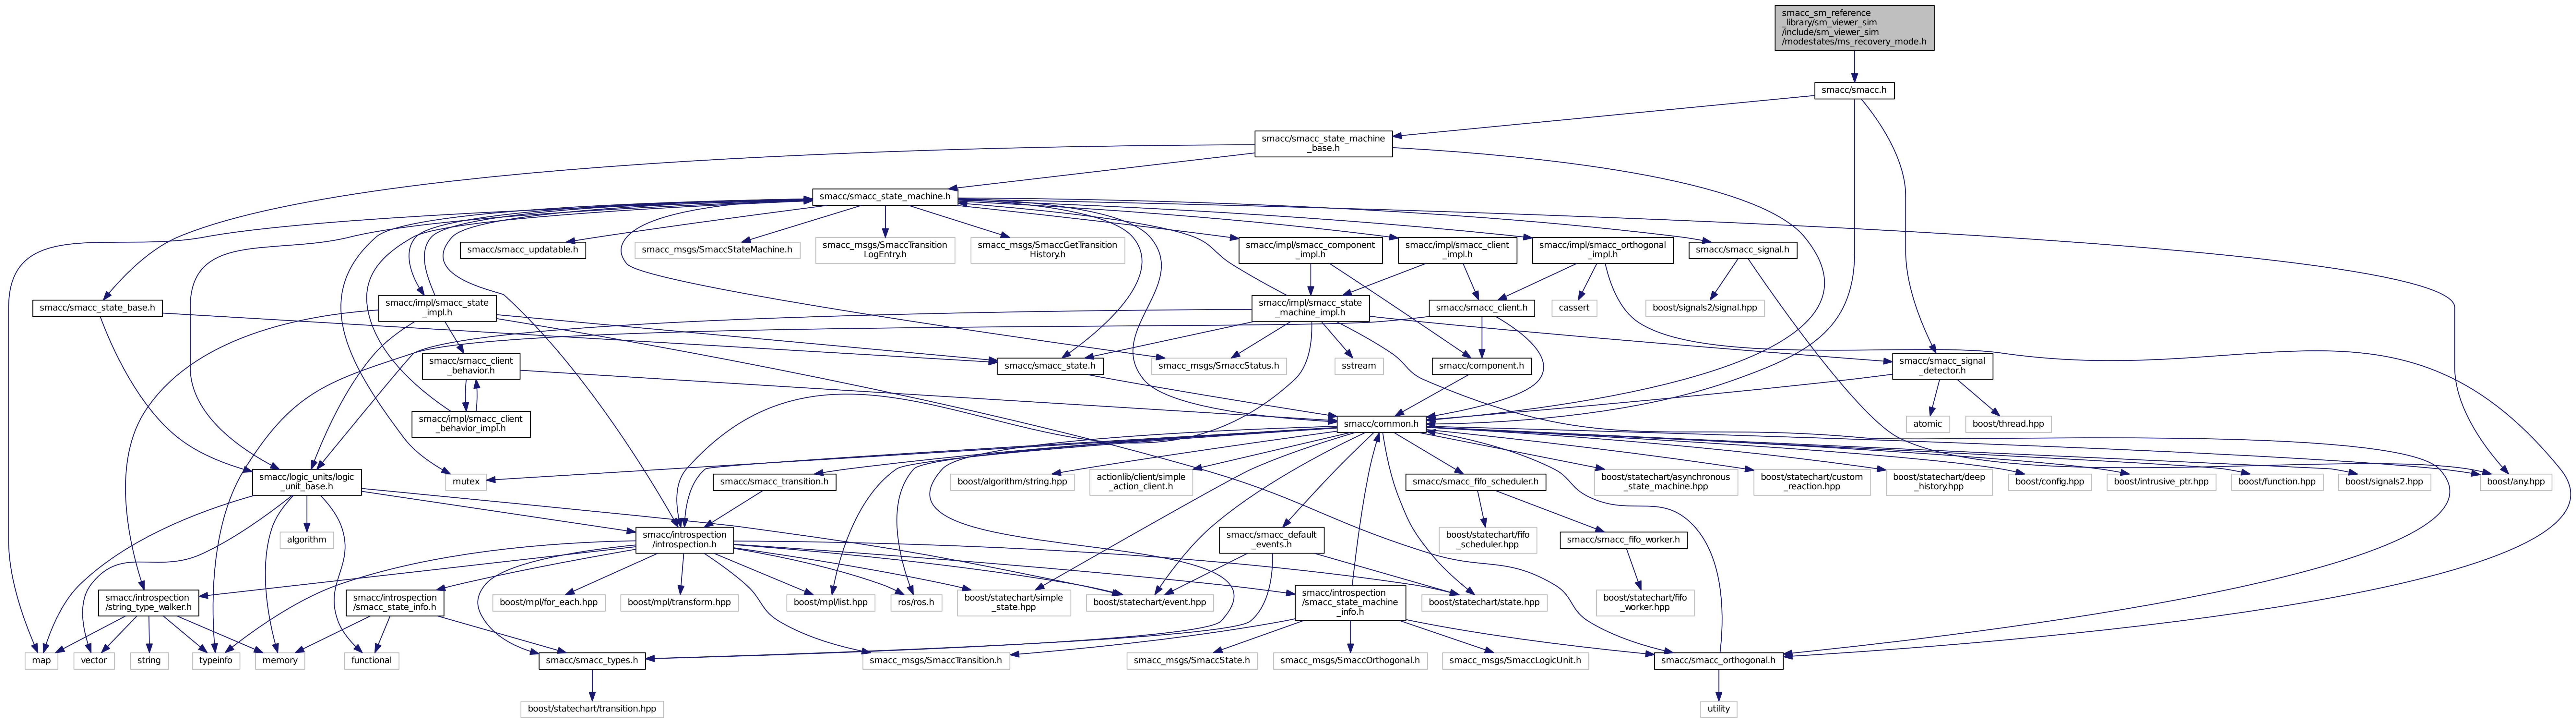 smacc_sm_reference
_library/sm_viewer_sim
/include/sm_viewer_sim
/modestates/ms_recovery_mode.h
smacc/smacc.h
smacc/smacc_state_machine
_base.h
smacc/smacc_state_machine.h
smacc/smacc_updatable.h
smacc_msgs/SmaccStateMachine.h
smacc_msgs/SmaccTransition
LogEntry.h
smacc_msgs/SmaccGetTransition
History.h
smacc/impl/smacc_component
_impl.h
smacc/impl/smacc_client
_impl.h
smacc/impl/smacc_orthogonal
_impl.h
smacc/smacc_signal.h
smacc/smacc_state_base.h
smacc/impl/smacc_state
_impl.h
smacc/impl/smacc_state
_machine_impl.h
smacc/smacc_client.h
cassert
boost/signals2/signal.hpp
smacc/smacc_client
_behavior.h
smacc/smacc_state.h
smacc_msgs/SmaccStatus.h
sstream
smacc/component.h
smacc/smacc_signal
_detector.h
smacc/impl/smacc_client
_behavior_impl.h
smacc/common.h
atomic
boost/thread.hpp
smacc/logic_units/logic
_unit_base.h
mutex
smacc/smacc_transition.h
boost/algorithm/string.hpp
actionlib/client/simple
_action_client.h
smacc/smacc_fifo_scheduler.h
boost/statechart/asynchronous
_state_machine.hpp
boost/statechart/custom
_reaction.hpp
boost/statechart/deep
_history.hpp
boost/config.hpp
boost/intrusive_ptr.hpp
boost/function.hpp
boost/signals2.hpp
boost/any.hpp
algorithm
smacc/introspection
/introspection.h
smacc/smacc_default
_events.h
boost/statechart/fifo
_scheduler.hpp
smacc/smacc_fifo_worker.h
smacc/introspection
/string_type_walker.h
smacc/introspection
/smacc_state_info.h
boost/mpl/for_each.hpp
boost/mpl/transform.hpp
boost/mpl/list.hpp
ros/ros.h
boost/statechart/simple
_state.hpp
boost/statechart/event.hpp
smacc/introspection
/smacc_state_machine
_info.h
boost/statechart/state.hpp
boost/statechart/fifo
_worker.hpp
map
vector
string
typeinfo
memory
functional
smacc/smacc_types.h
smacc_msgs/SmaccTransition.h
smacc_msgs/SmaccState.h
smacc_msgs/SmaccOrthogonal.h
smacc_msgs/SmaccLogicUnit.h
smacc/smacc_orthogonal.h
boost/statechart/transition.hpp
utility